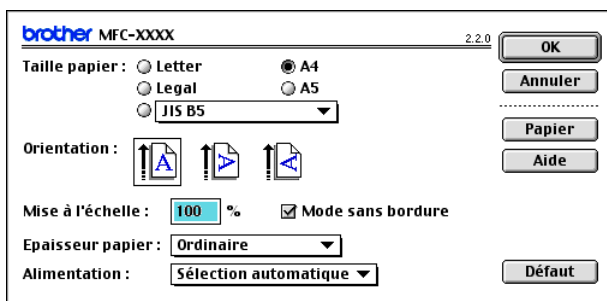 brother MFC-XXXX
2.2.0
OK
Taille papier : Letter A4
Annuler
Legal A5
JIS B5
Papier
Orientation : A A A
Aide
Mise à l'échelle : 100 % Mode sans bordure
Epaisseur papier : Ordinaire
Alimentation : Sélection automatique
Défaut